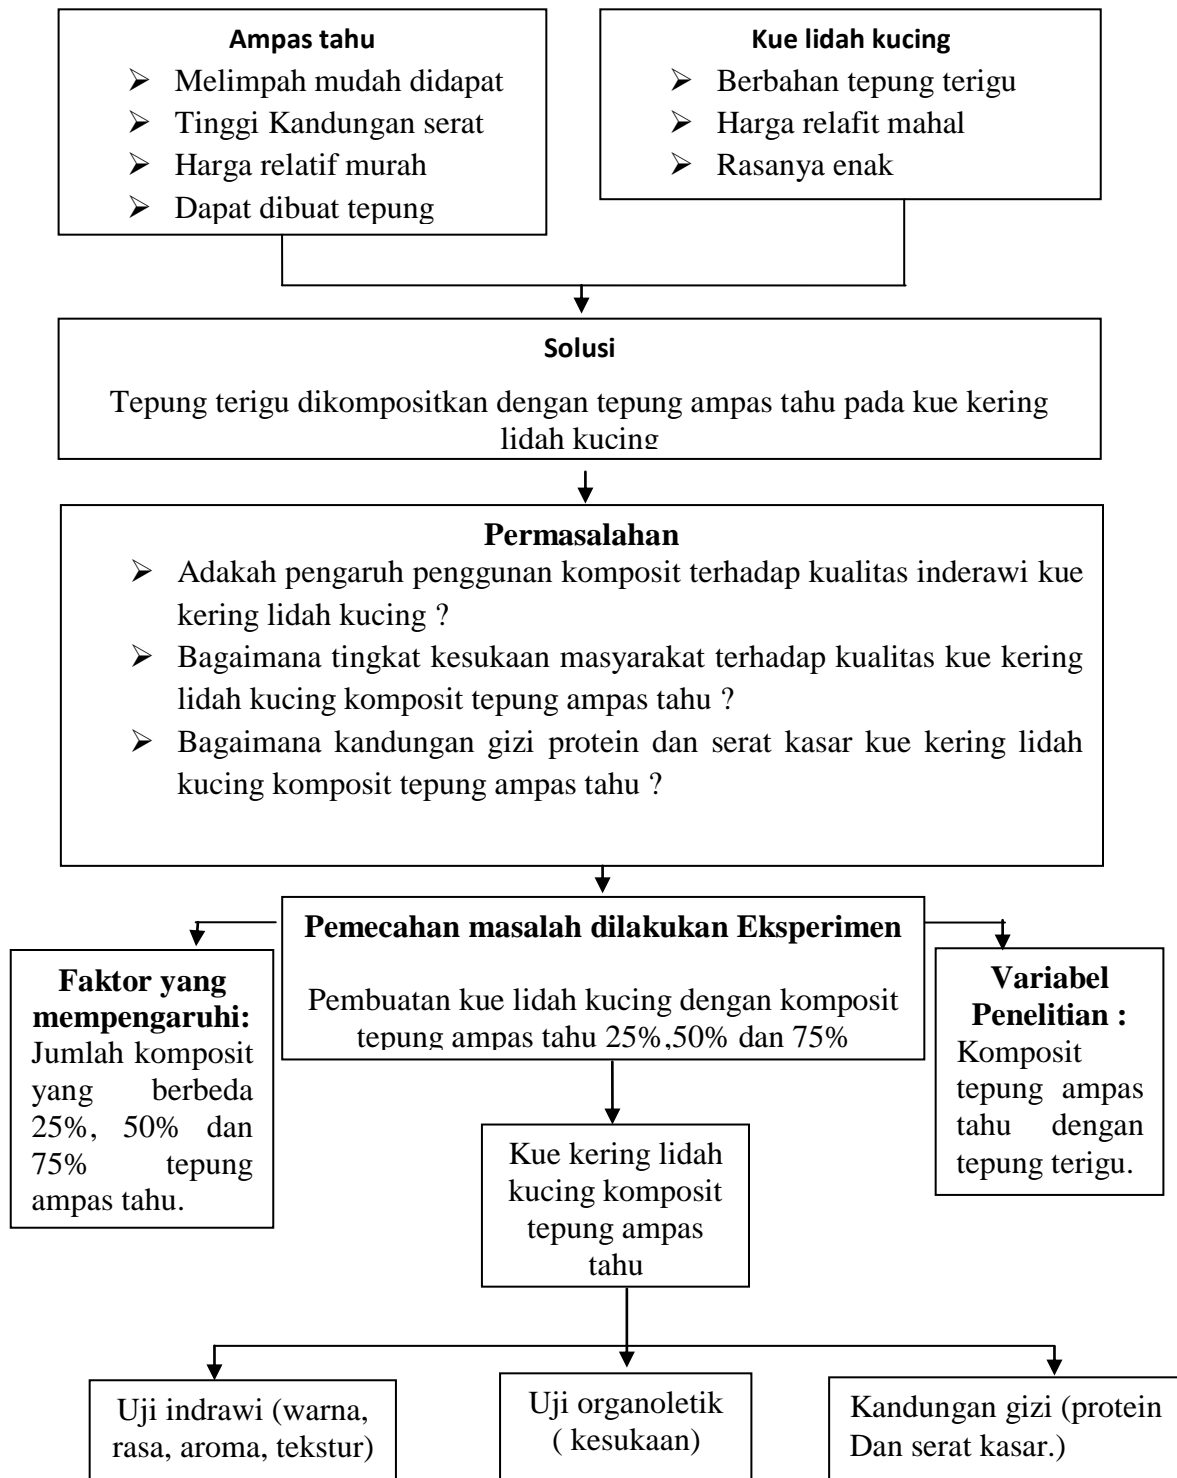 Ampas tahu
➢ Melimpah mudah didapat
➢ Tinggi Kandungan serat
➢ Harga relatif murah
➢ Dapat dibuat tepung
Kue lidah kucing
➢ Berbahan tepung terigu
➢ Harga relafit mahal
➢ Rasanya enak
Solusi
Tepung terigu dikompositkan dengan tepung ampas tahu pada kue kering
lidah kucing
Permasalahan
➢ Adakah pengaruh penggunan komposit terhadap kualitas inderawi kue
kering lidah kucing ?
➢ Bagaimana tingkat kesukaan masyarakat terhadap kualitas kue kering
lidah kucing komposit tepung ampas tahu ?
➢ Bagaimana kandungan gizi protein dan serat kasar kue kering lidah
kucing komposit tepung ampas tahu ?
Pemecahan masalah dilakukan Eksperimen
Pembuatan kue lidah kucing dengan komposit
tepung ampas tahu 25%,50% dan 75%
Faktor yang
mempengaruhi:
Jumlah komposit
yang berbeda
25%, 50% dan
75% tepung
ampas tahu.
Variabel
Penelitian :
Komposit
tepung ampas
tahu dengan
tepung terigu.
Kue kering lidah
kucing komposit
tepung ampas
tahu
Uji indrawi (warna,
rasa, aroma, tekstur)
Uji organoletik
( kesukaan)
Kandungan gizi (protein
Dan serat kasar.)